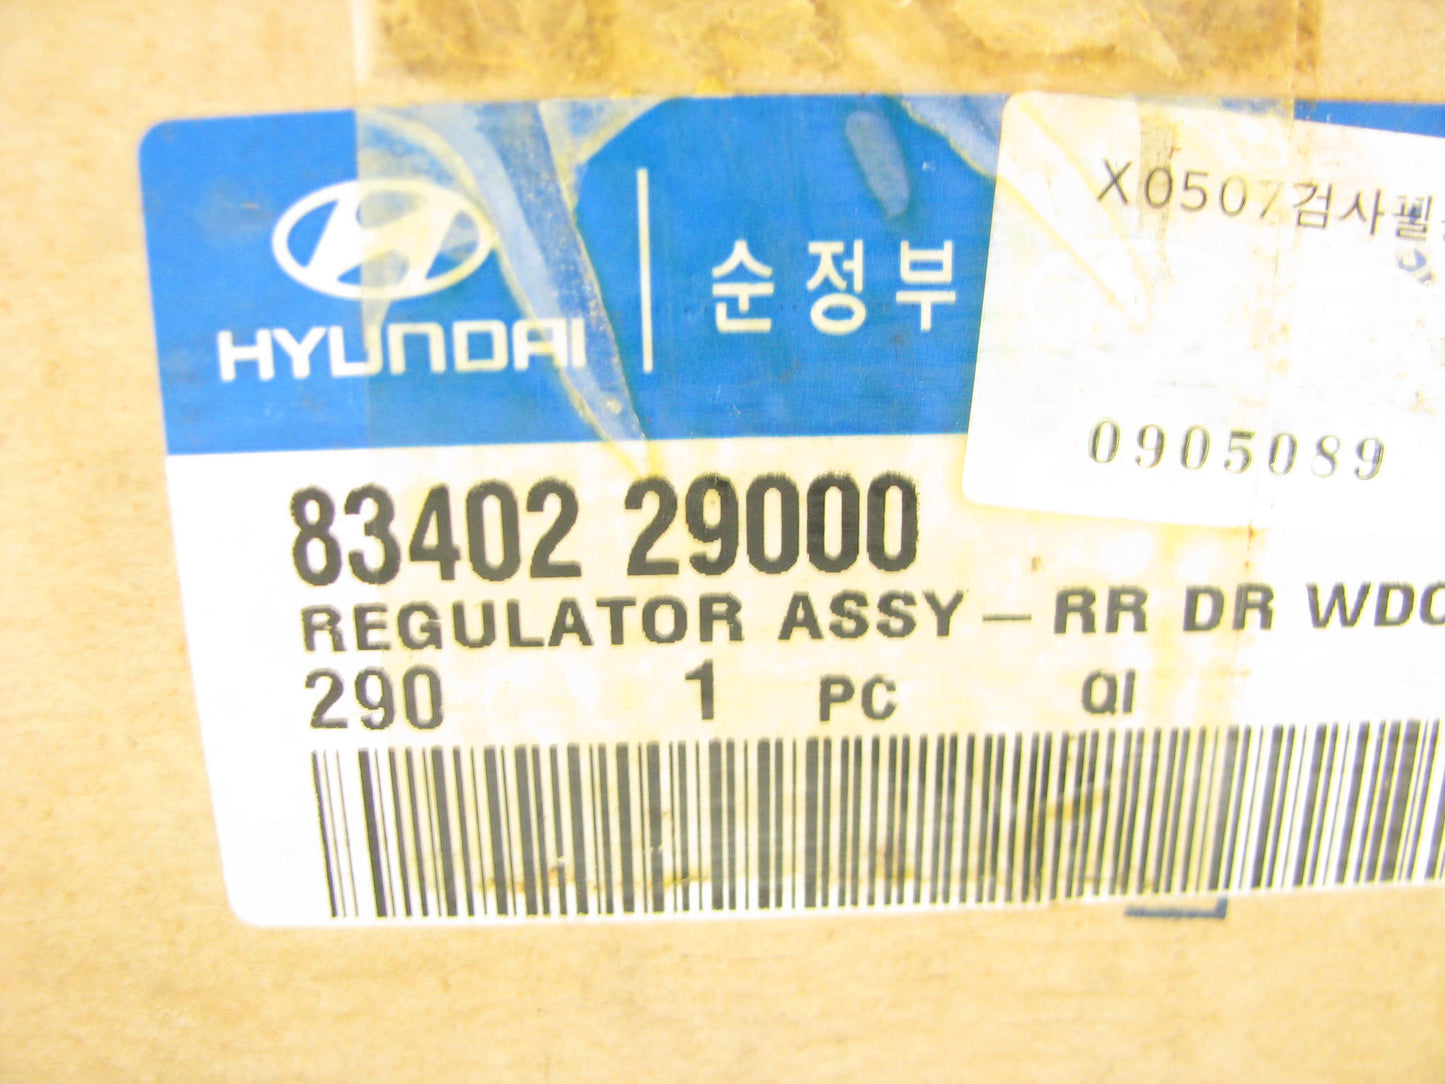 HYUNDAI
순정부
X0507검사필
0905089
83402 29000
REGULATOR ASSY-RR DR
290 1 PC QI